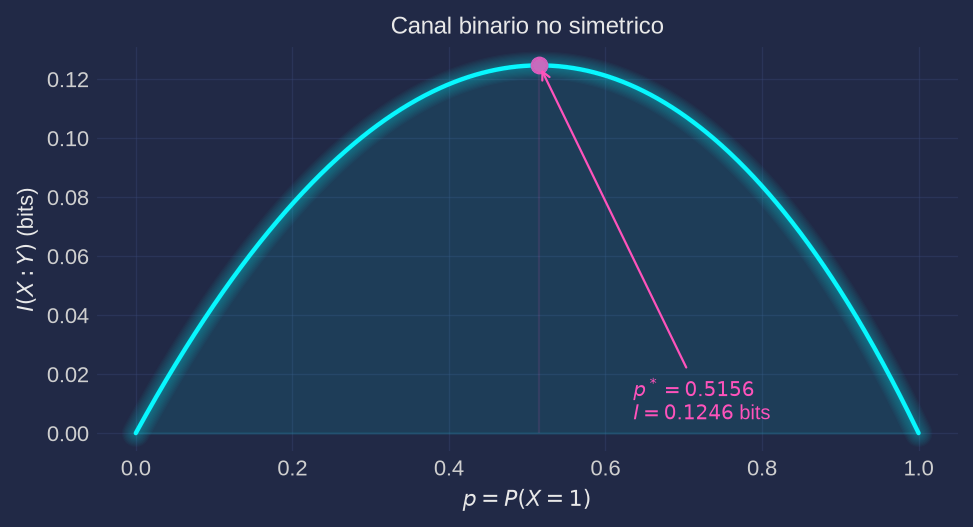 Canal binario no simetrico
I(X : Y) (bits)
0.12
0.10
0.08
0.06
0.04
0.02
0.00
p* = 0.5156
I = 0.1246 bits
0.0 0.2 0.4 0.6 0.8 1.0
p = P(X = 1)